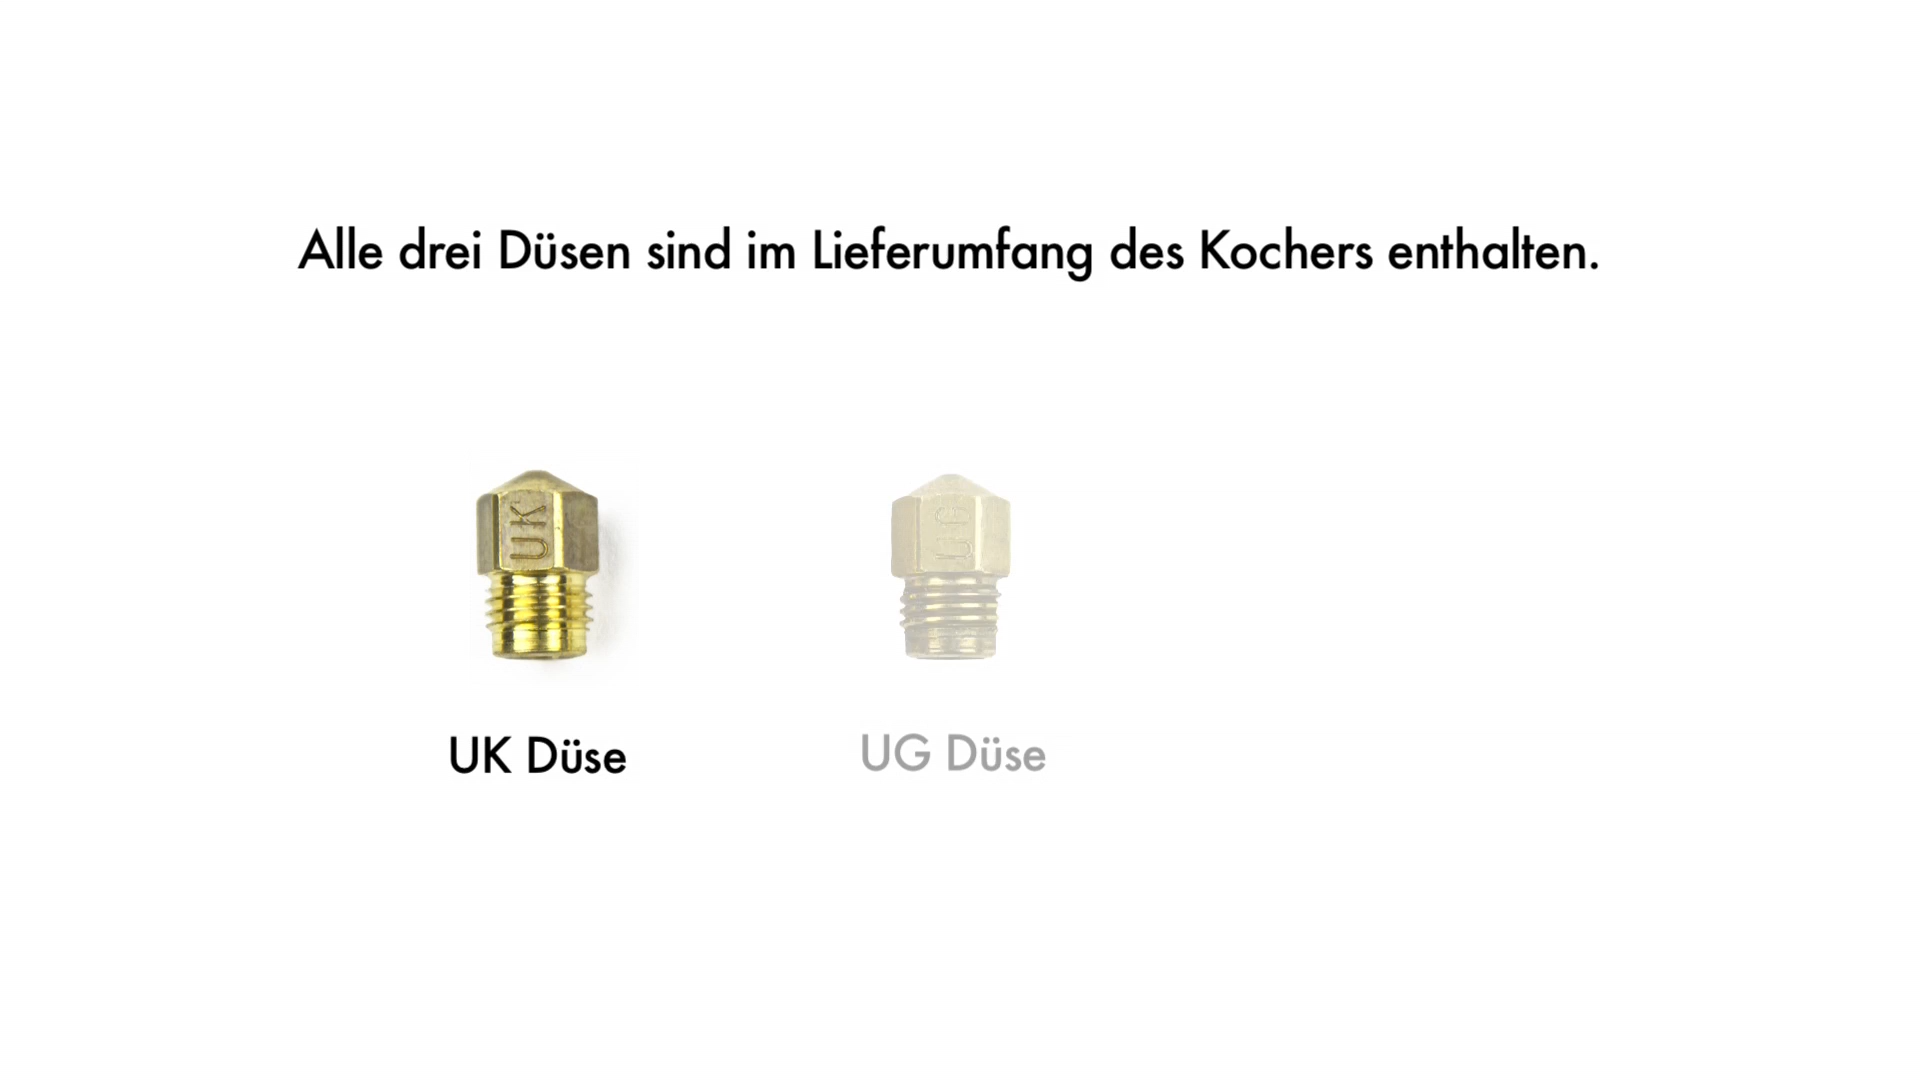 Alle drei Düsen sind im Lieferumfang des Kochers enthalten.
UK
UG
UK Düse
UG Düse